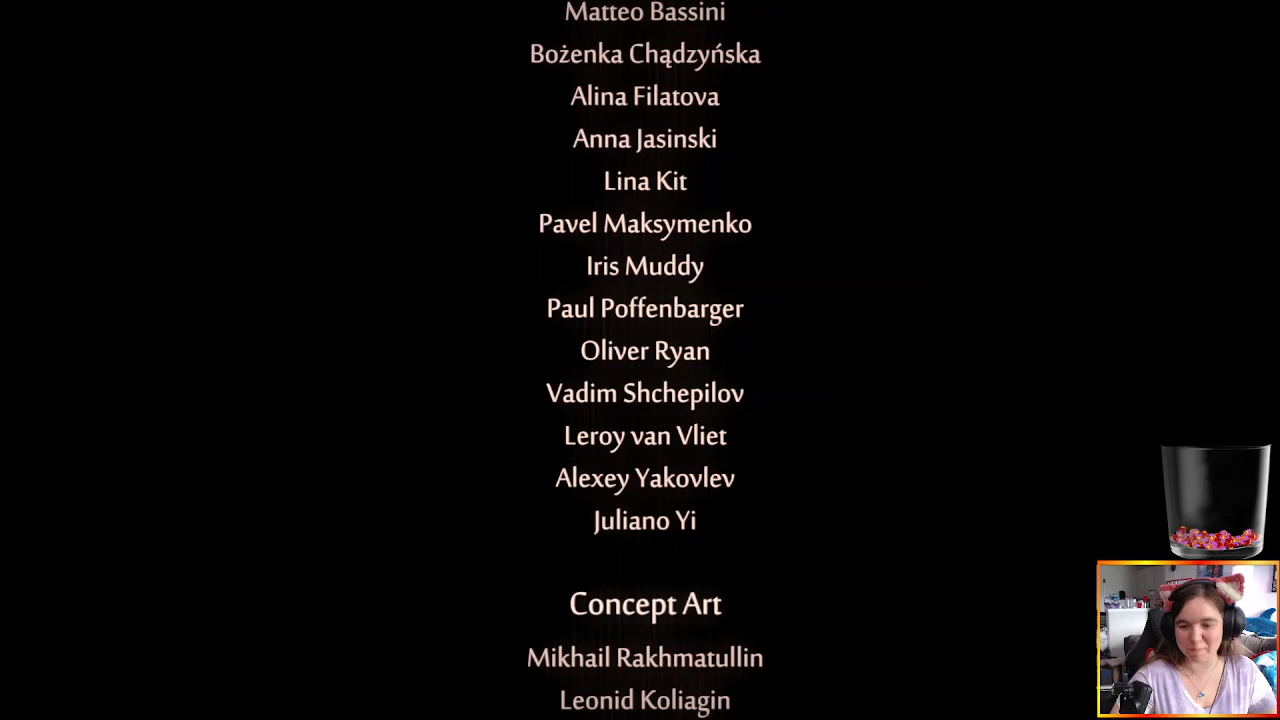 Matteo Bassini
Bożenka Chądzyńska
Alina Filatova
Anna Jasinski
Lina Kit
Pavel Maksymenko
Iris Muddy
Paul Poffenbarger
Oliver Ryan
Vadim Shchepilov
Leroy van Vliet
Alexey Yakovlev
Juliano Yi
Concept Art
Mikhail Rakhmatullin
Leonid Koliagin